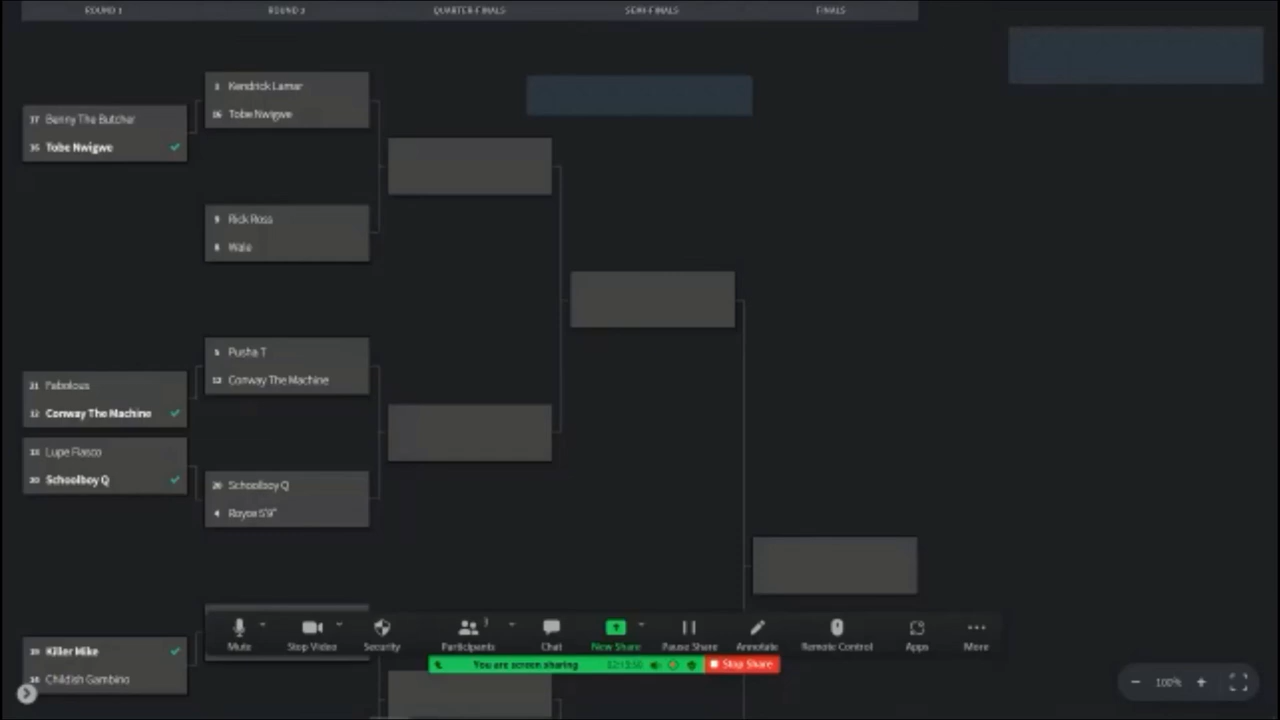 ROUND 1
ROUND 2
QUARTER-FINALS
SEMI-FINALS
FINALS
17 Benny The Butcher
16 Tobe Nwigwe
1 Kendrick Lamar
16 Tobe Nwigwe
9 Rick Ross
8 Wale
5 Pusha T
12 Conway The Machine
21 Fabolous
12 Conway The Machine
13 Lupe Fiasco
20 Schoolboy Q
20 Schoolboy Q
4 Royce 5'9"
19 Killer Mike
14 Childish Gambino
Mute
Stop Video
Security
Participants
Chat
New Share
Pause Share
Annotate
Remote Control
Apps
More
You are screen sharing
Stop Share
100%